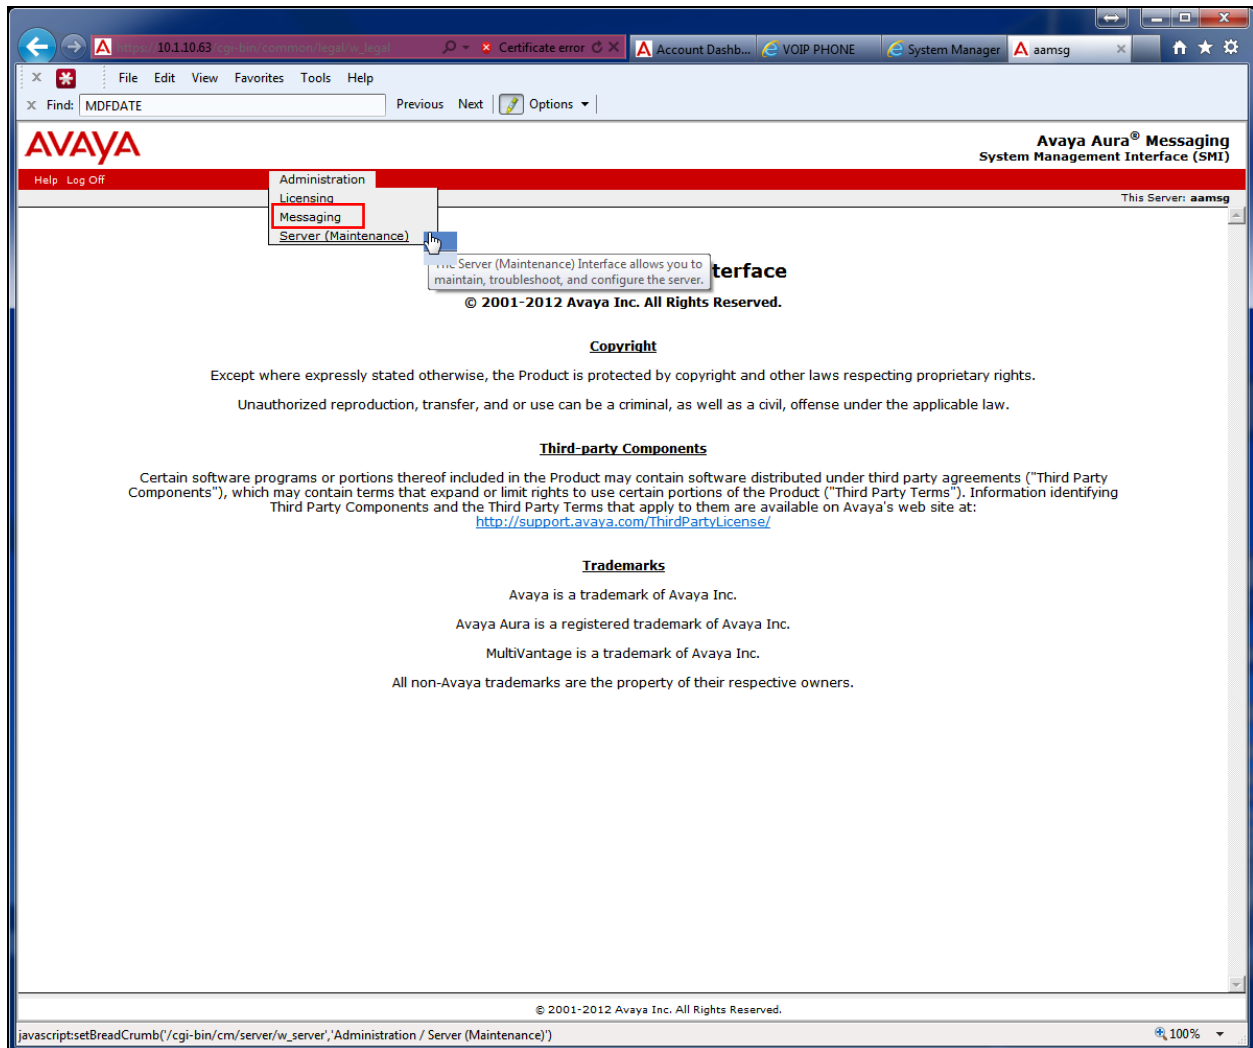 https://10.1.10.63/cgi-bin/common/legal/w_legal
Certificate error
Account Dashb...
VOIP PHONE
System Manager
aamsg
File Edit View Favorites Tools Help
Find: MDFDATE
Previous Next Options
AVAYA
Avaya Aura® Messaging
System Management Interface (SMI)
Help Log Off
Administration
This Server: aamsg
Licensing
Messaging
Server (Maintenance)
The Server (Maintenance) Interface allows you to
maintain, troubleshoot, and configure the server.
terface
© 2001-2012 Avaya Inc. All Rights Reserved.
Copyright
Except where expressly stated otherwise, the Product is protected by copyright and other laws respecting proprietary rights.
Unauthorized reproduction, transfer, and or use can be a criminal, as well as a civil, offense under the applicable law.
Third-party Components
Certain software programs or portions thereof included in the Product may contain software distributed under third party agreements ("Third Party
Components"), which may contain terms that expand or limit rights to use certain portions of the Product ("Third Party Terms"). Information identifying
Third Party Components and the Third Party Terms that apply to them are available on Avaya's web site at:
http://support.avaya.com/ThirdPartyLicense/
Trademarks
Avaya is a trademark of Avaya Inc.
Avaya Aura is a registered trademark of Avaya Inc.
MultiVantage is a trademark of Avaya Inc.
All non-Avaya trademarks are the property of their respective owners.
© 2001-2012 Avaya Inc. All Rights Reserved.
javascript:setBreadCrumb('/cgi-bin/cm/server/w_server','Administration / Server (Maintenance)')
100%